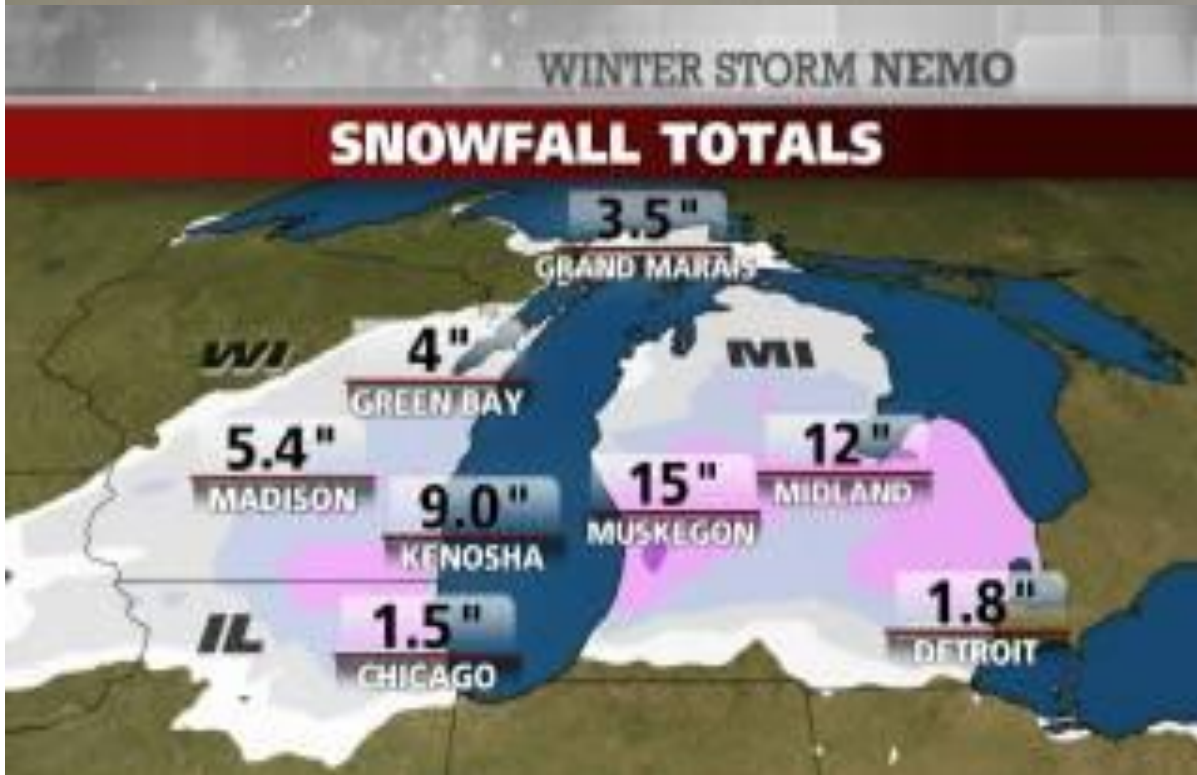 WINTER STORM NEMO
SNOWFALL TOTALS
3.5"
GRAND MARAIS
WI
4"
GREEN BAY
MI
5.4"
MADISON
9.0"
KENOSHA
15"
MUSKEGON
12"
MIDLAND
IL
1.5"
CHICAGO
1.8"
DETROIT